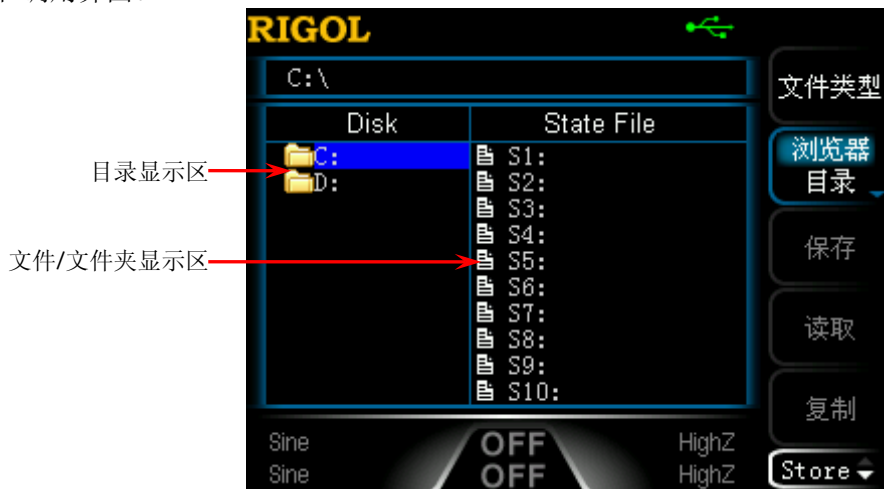 RIGOL
C:\
Disk
State File
C:
D:
S1:
S2:
S3:
S4:
S5:
S6:
S7:
S8:
S9:
S10:
目录显示区
文件/文件夹显示区
文件类型
浏览器
目录
保存
读取
复制
Store
Sine OFF HighZ
Sine OFF HighZ